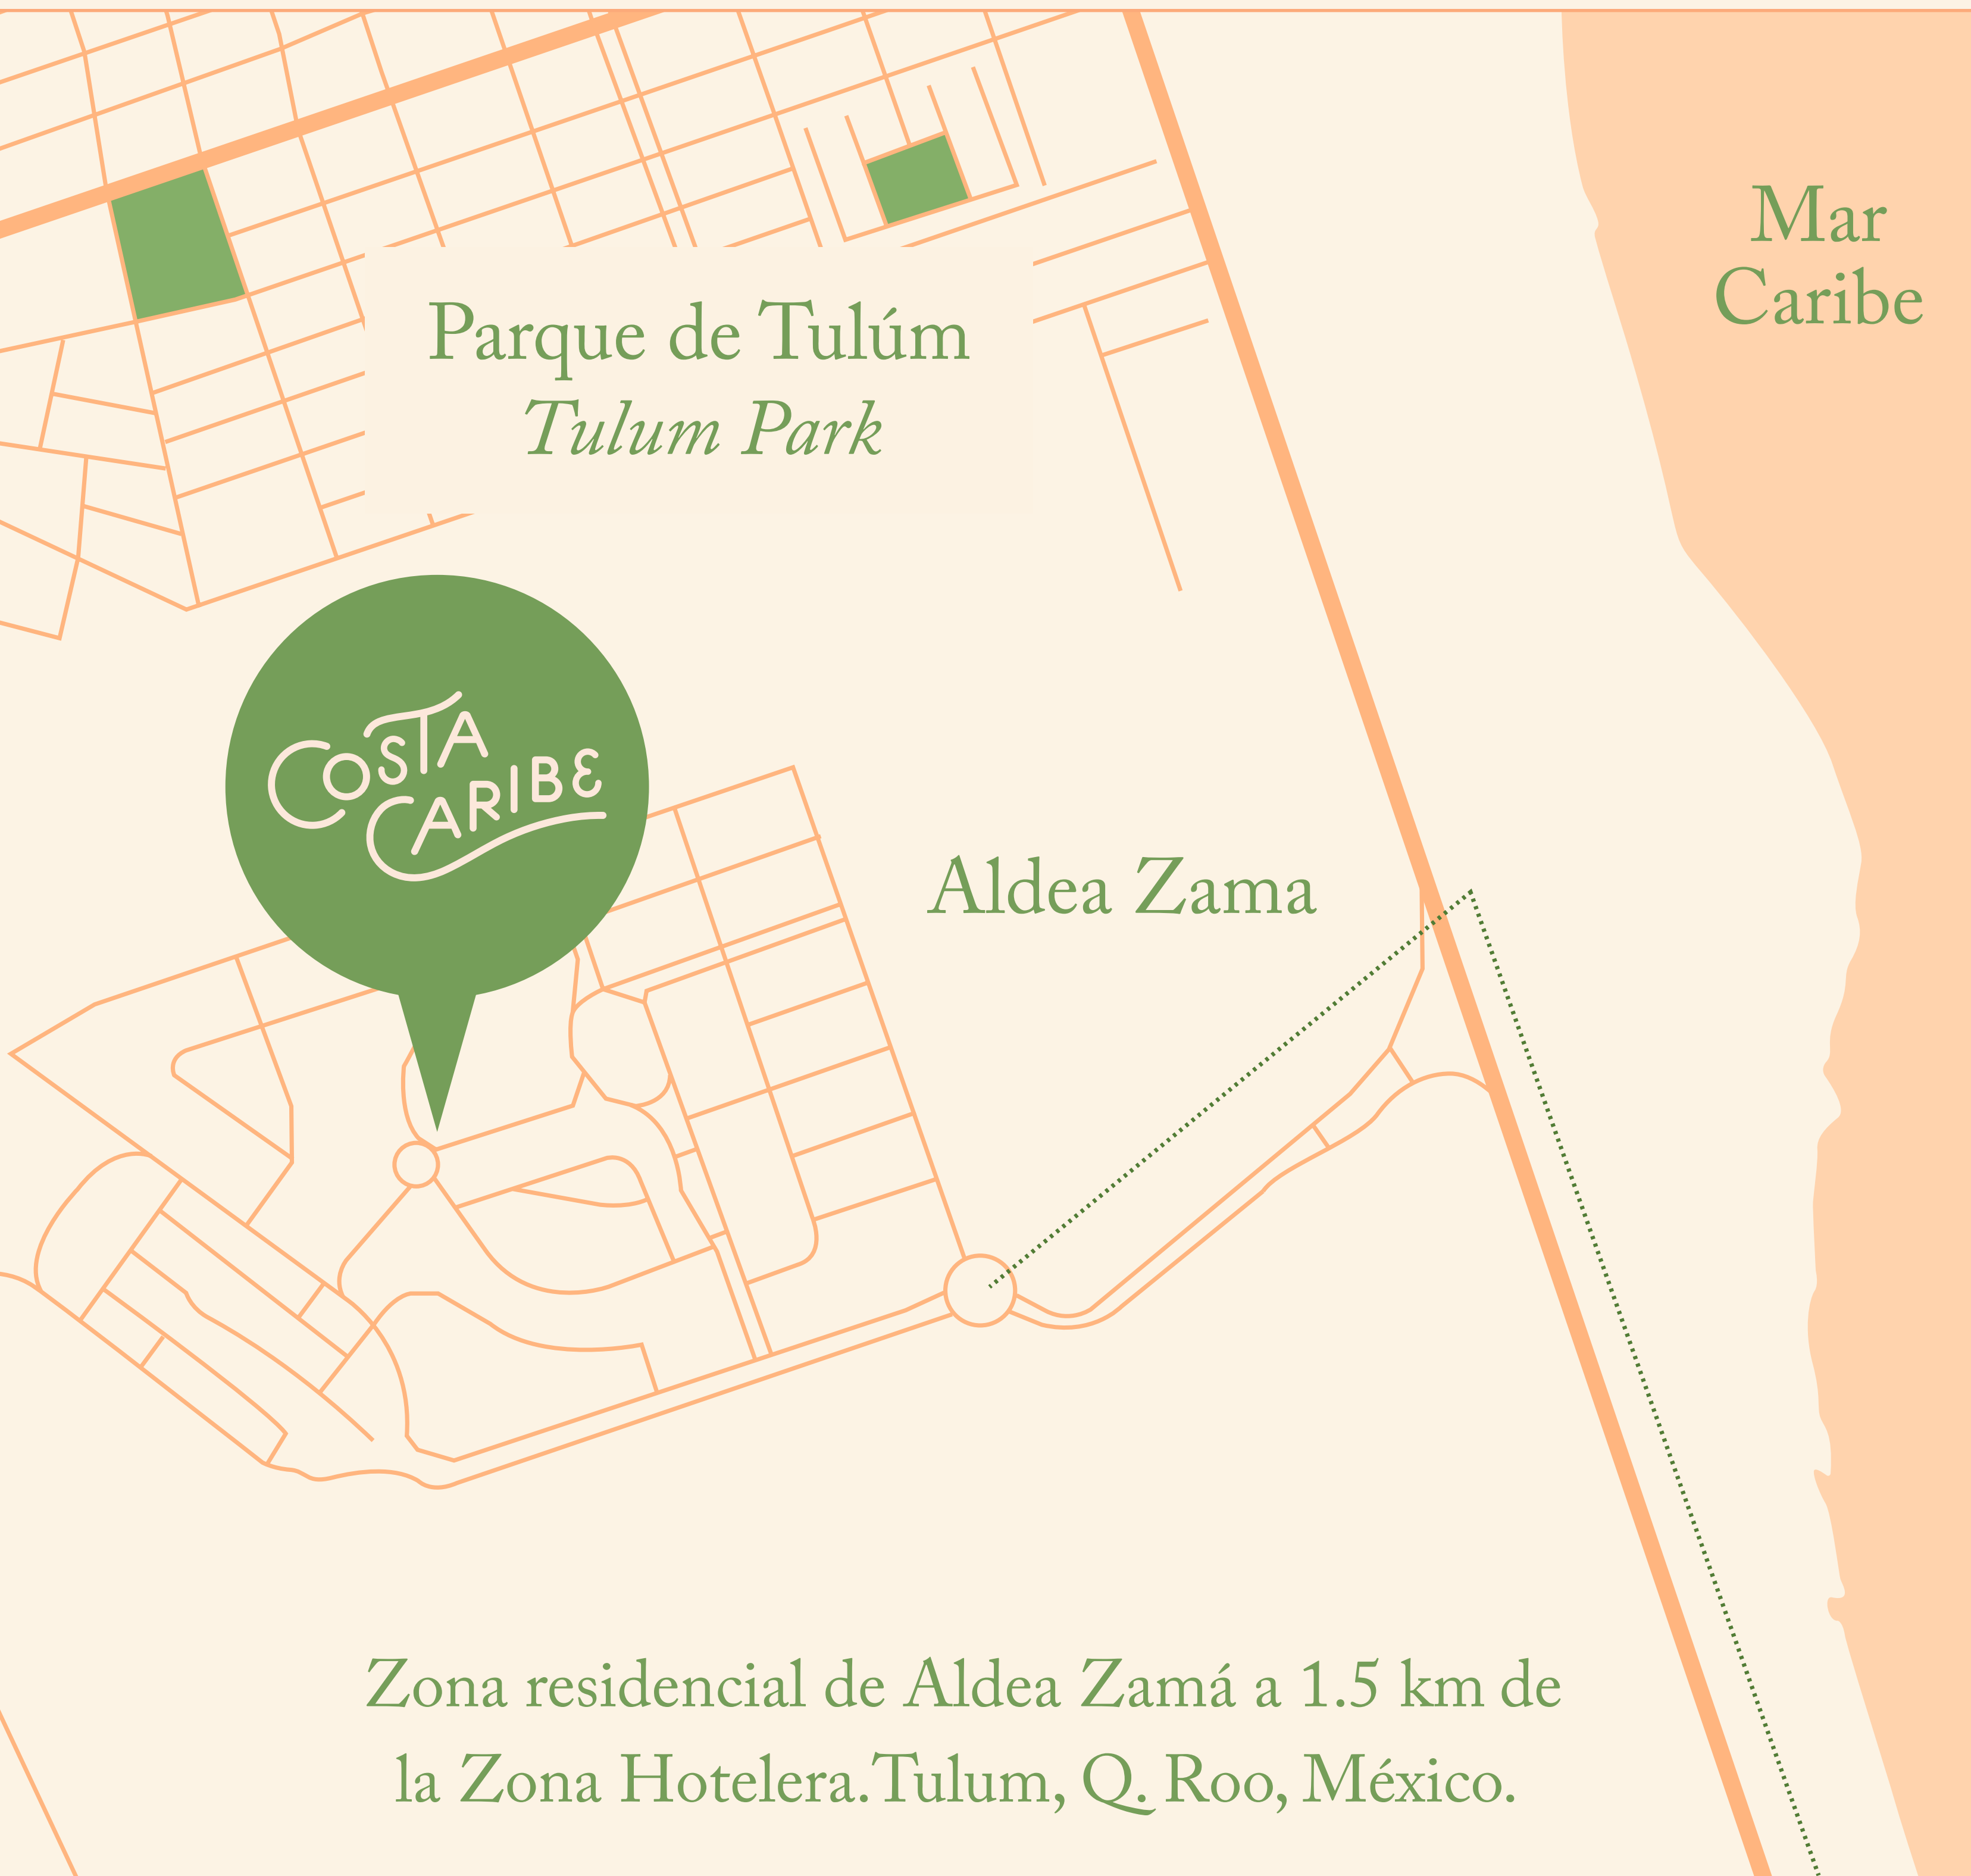 Mar
Caribe
Parque de Tulúm
Tulum Park
COSTA
CARIBE
Aldea Zama
Zona residencial de Aldea Zamá a 1.5 km de
la Zona Hotelera. Tulum, Q. Roo, México.